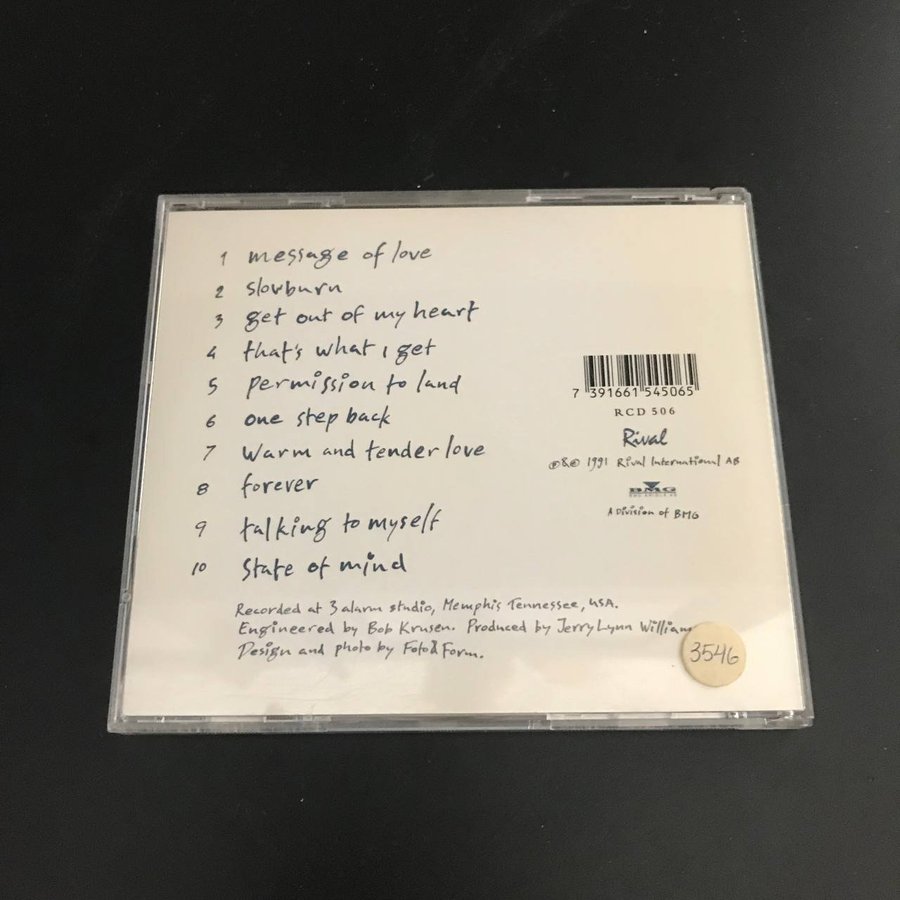 1 message of love
2 slowburn
3 get out of my heart
4 that's what I get
5 permission to land
6 one step back
7 warm and tender love
8 forever
9 talking to myself
10 state of mind
7 391661 545065
RCD 506
Rival
℗&© 1991 Rival International AB
BMG
A Division of BMG
Recorded at 3 alarm studio, Memphis Tennessee, USA.
Engineered by Bob Krusen. Produced by Jerry Lynn William
Design and photo by Foto & Form.
3546